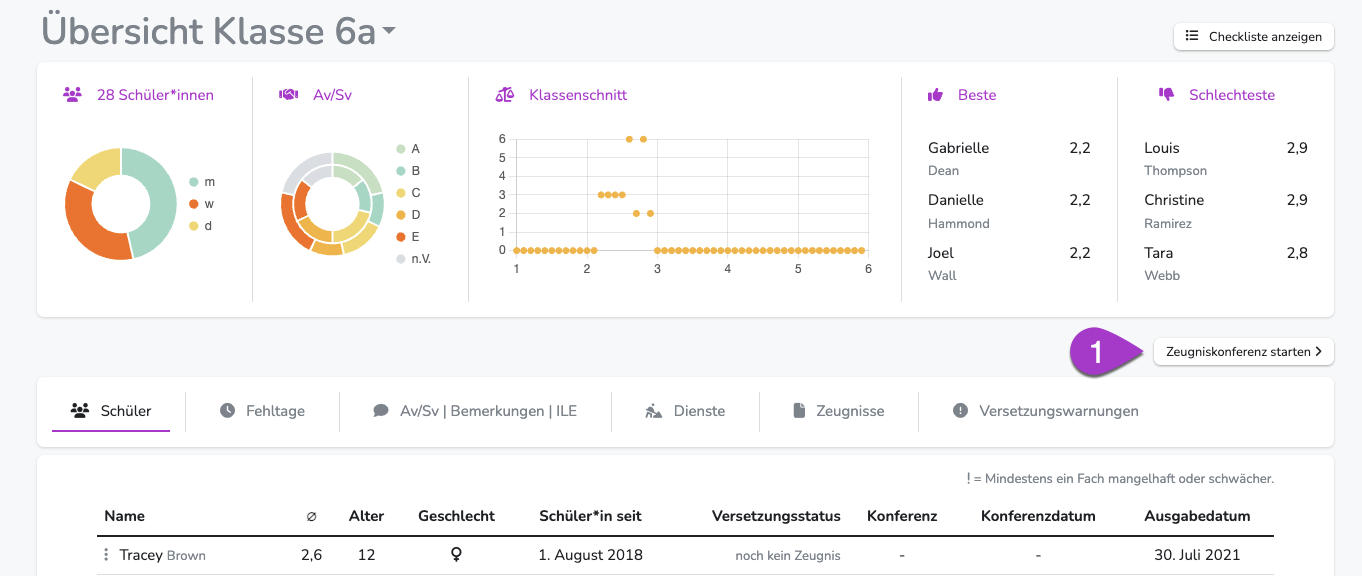 Übersicht Klasse 6a
Checkliste anzeigen
28 Schüler*innen
m
w
d
Av/Sv
A
B
C
D
E
n.V.
Klassenschnitt
6
5
4
3
2
1
0
1 2 3 4 5 6
Beste
Gabrielle 2,2
Dean
Danielle 2,2
Hammond
Joel 2,2
Wall
Schlechteste
Louis 2,9
Thompson
Christine 2,9
Ramirez
Tara 2,8
Webb
1
Zeugniskonferenz starten
Schüler Fehltage Av/Sv | Bemerkungen | ILE Dienste Zeugnisse Versetzungswarnungen
! = Mindestens ein Fach mangelhaft oder schwächer.
Name ∅ Alter Geschlecht Schüler*in seit Versetzungsstatus Konferenz Konferenzdatum Ausgabedatum
Tracey Brown 2,6 12 ♀ 1. August 2018 noch kein Zeugnis - - 30. Juli 2021